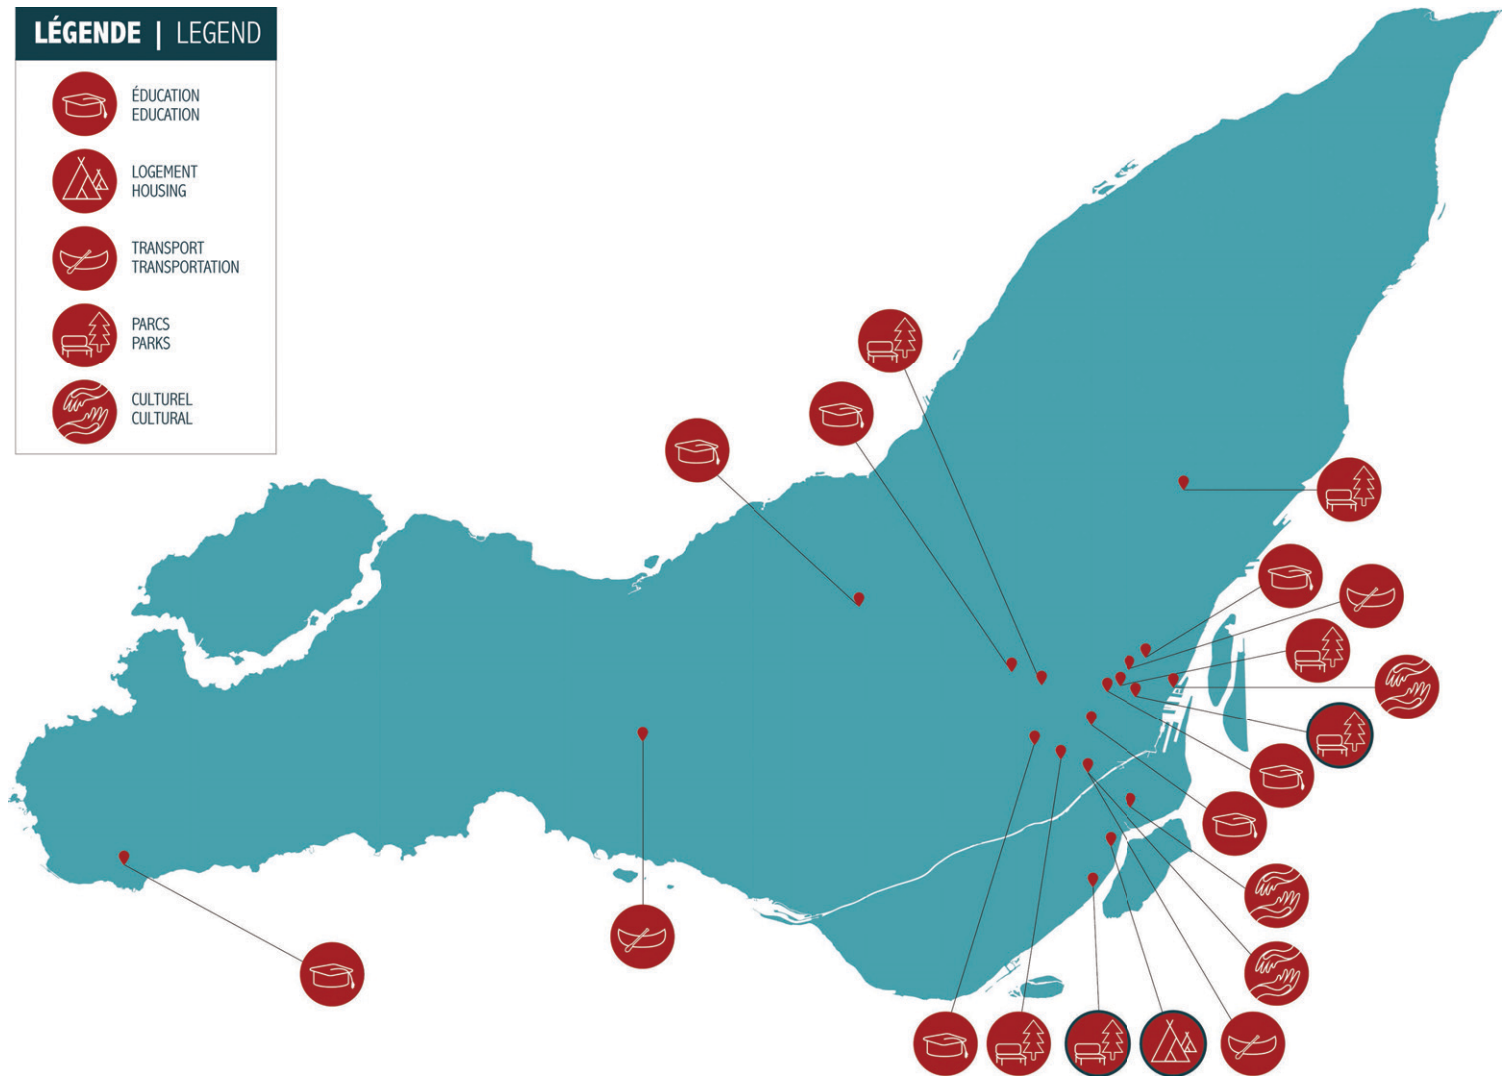 LÉGENDE | LEGEND
ÉDUCATION
EDUCATION
LOGEMENT
HOUSING
TRANSPORT
TRANSPORTATION
PARCS
PARKS
CULTUREL
CULTURAL